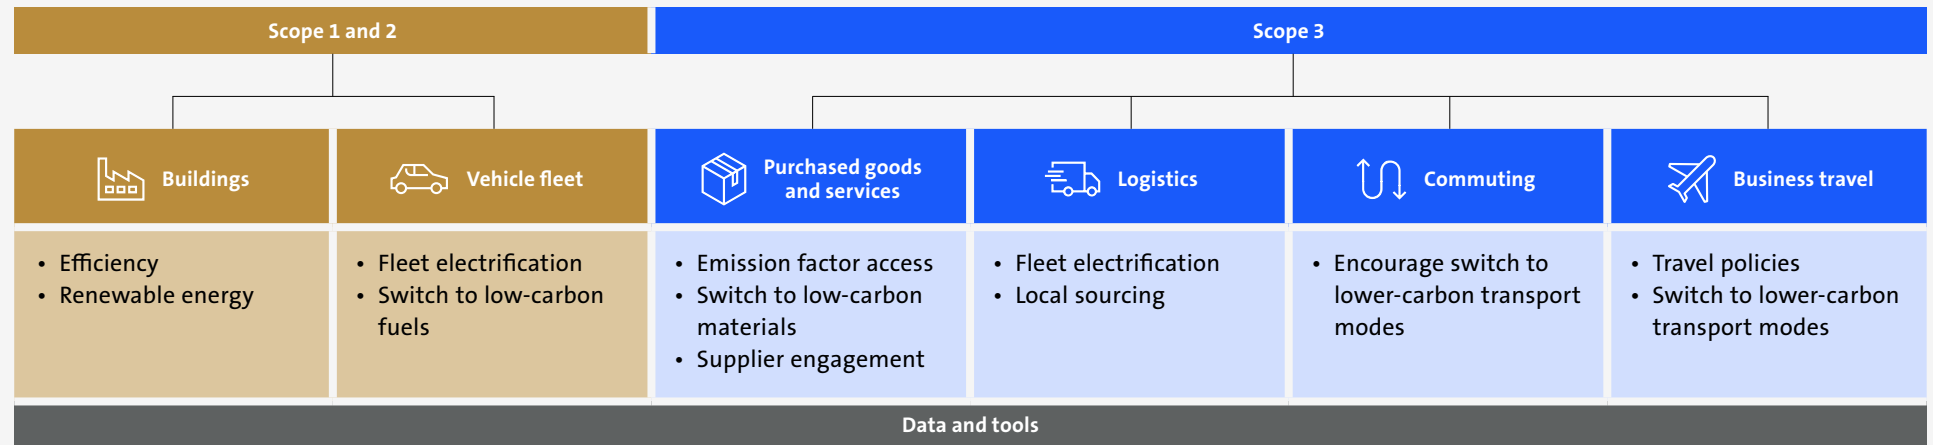 Scope 1 and 2
Scope 3
Buildings
Vehicle fleet
Purchased goods
and services
Logistics
Commuting
Business travel
• Efficiency
• Renewable energy
• Fleet electrification
• Switch to low-carbon
fuels
• Emission factor access
• Switch to low-carbon
materials
• Supplier engagement
• Fleet electrification
• Local sourcing
• Encourage switch to
lower-carbon transport
modes
• Travel policies
• Switch to lower-carbon
transport modes
Data and tools